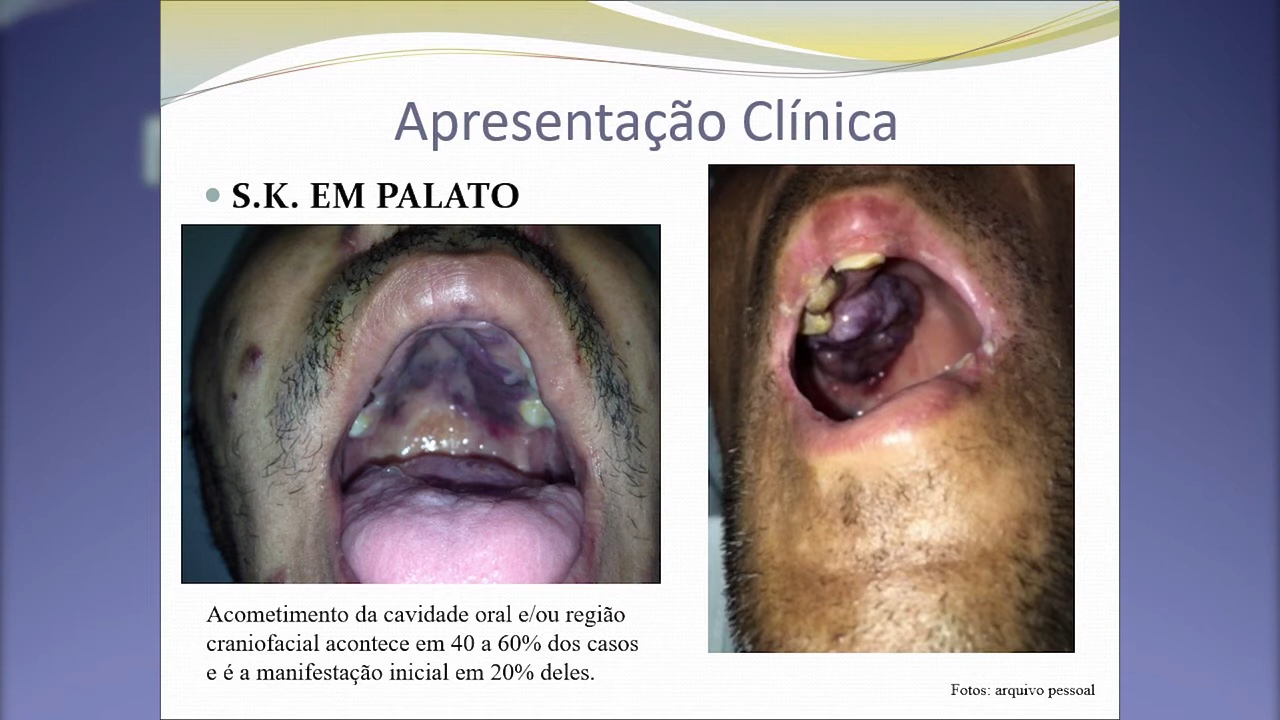 Apresentação Clínica
S.K. EM PALATO
Acometimento da cavidade oral e/ou região
craniofacial acontece em 40 a 60% dos casos
e é a manifestação inicial em 20% deles.
Fotos: arquivo pessoal